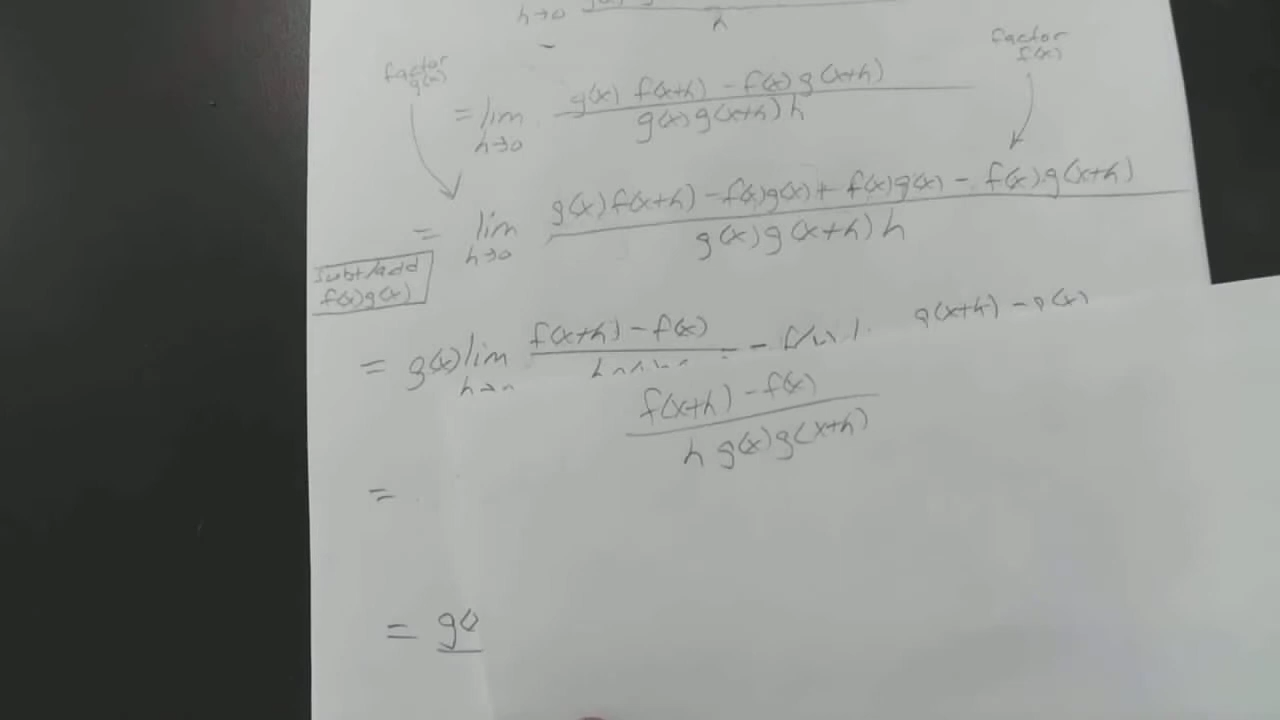 h→0 h
factor g(x)
factor f(x)
= lim h→0 g(x) f(x+h) - f(x) g(x+h) / g(x)g(x+h)h
= lim h→0 g(x)f(x+h) - f(x)g(x) + f(x)g(x) - f(x)g(x+h) / g(x)g(x+h)h
subt/add
f(x)g(x)
= g(x) lim f(x+h) - f(x) - g(x+h) - g(x)
f(x+h) - f(x) / h g(x)g(x+h)
=
= g